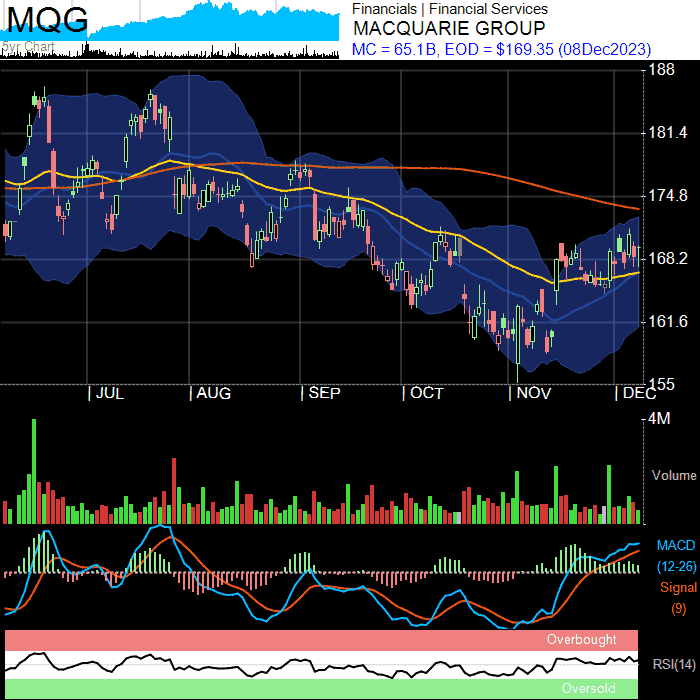 MQG
5yr Chart
Financials | Financial Services
MACQUARIE GROUP
MC = 65.1B, EOD = $169.35 (08Dec2023)
188
181.4
174.8
168.2
161.6
155
| JUL | AUG | SEP | OCT | NOV | DEC
4M
Volume
MACD
(12-26)
Signal
(9)
Overbought
RSI(14)
Oversold